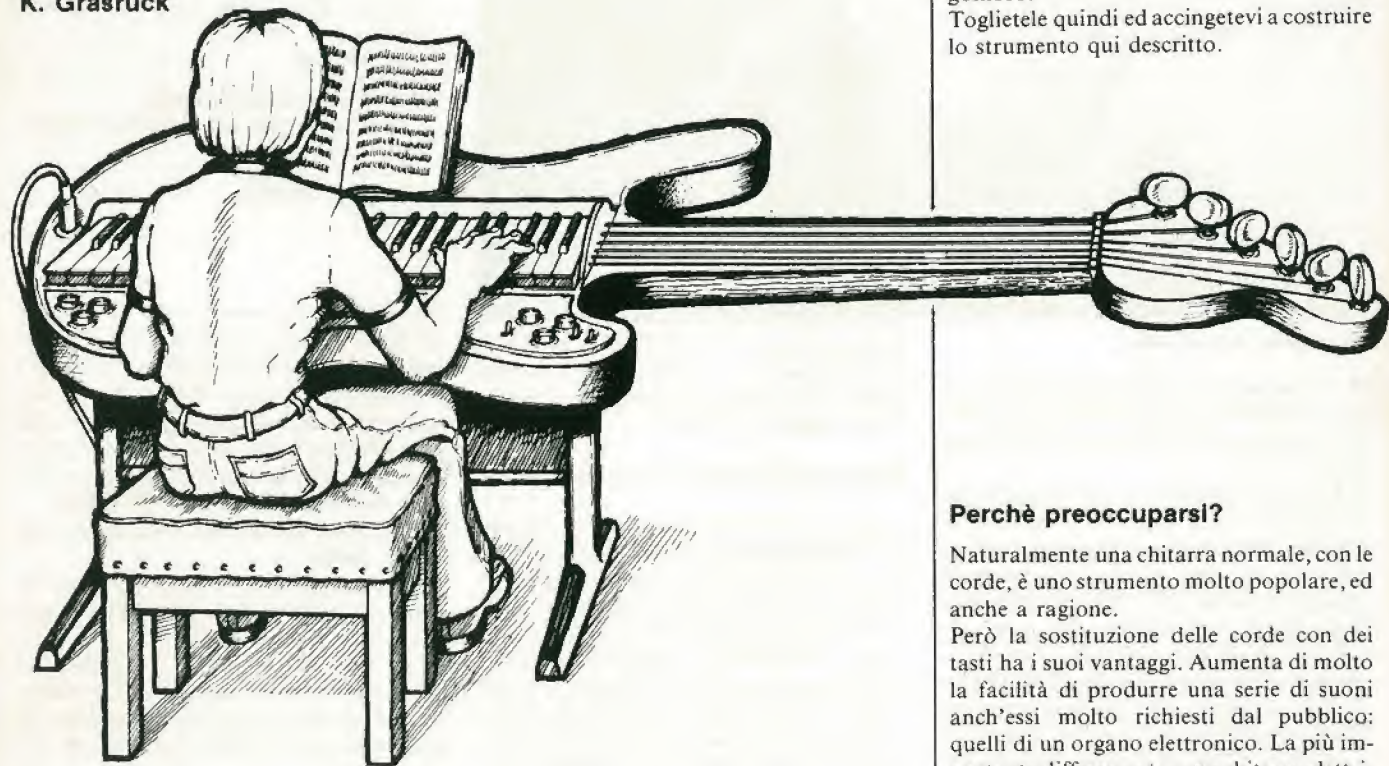 K. Grasruck
Toglietele quindi ed accingetevi a costruire
lo strumento qui descritto.
Perchè preoccuparsi?
Naturalmente una chitarra normale, con le
corde, è uno strumento molto popolare, ed
anche a ragione.
Però la sostituzione delle corde con dei
tasti ha i suoi vantaggi. Aumenta di molto
la facilità di produrre una serie di suoni
anch'essi molto richiesti dal pubblico:
quelli di un organo elettronico. La più im-